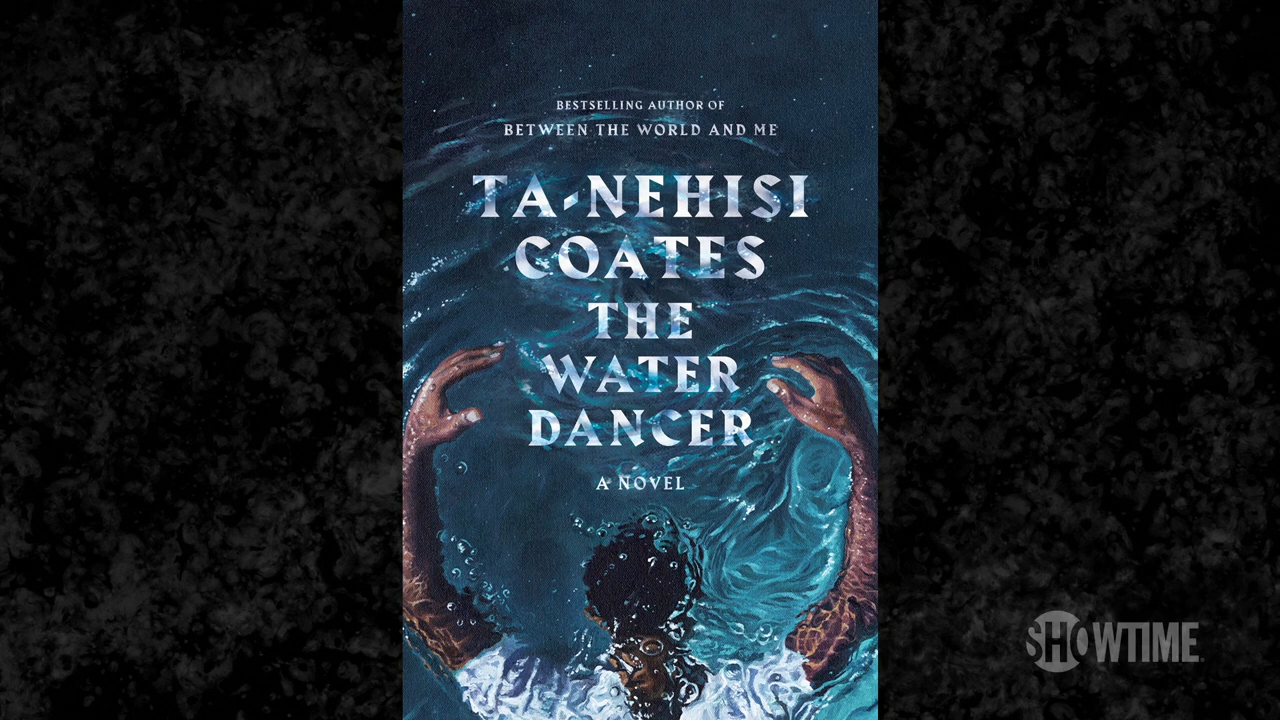 BESTSELLING AUTHOR OF
BETWEEN THE WORLD AND ME
TA-NEHISI
COATES
THE
WATER
DANCER
A NOVEL
SHOWTIME